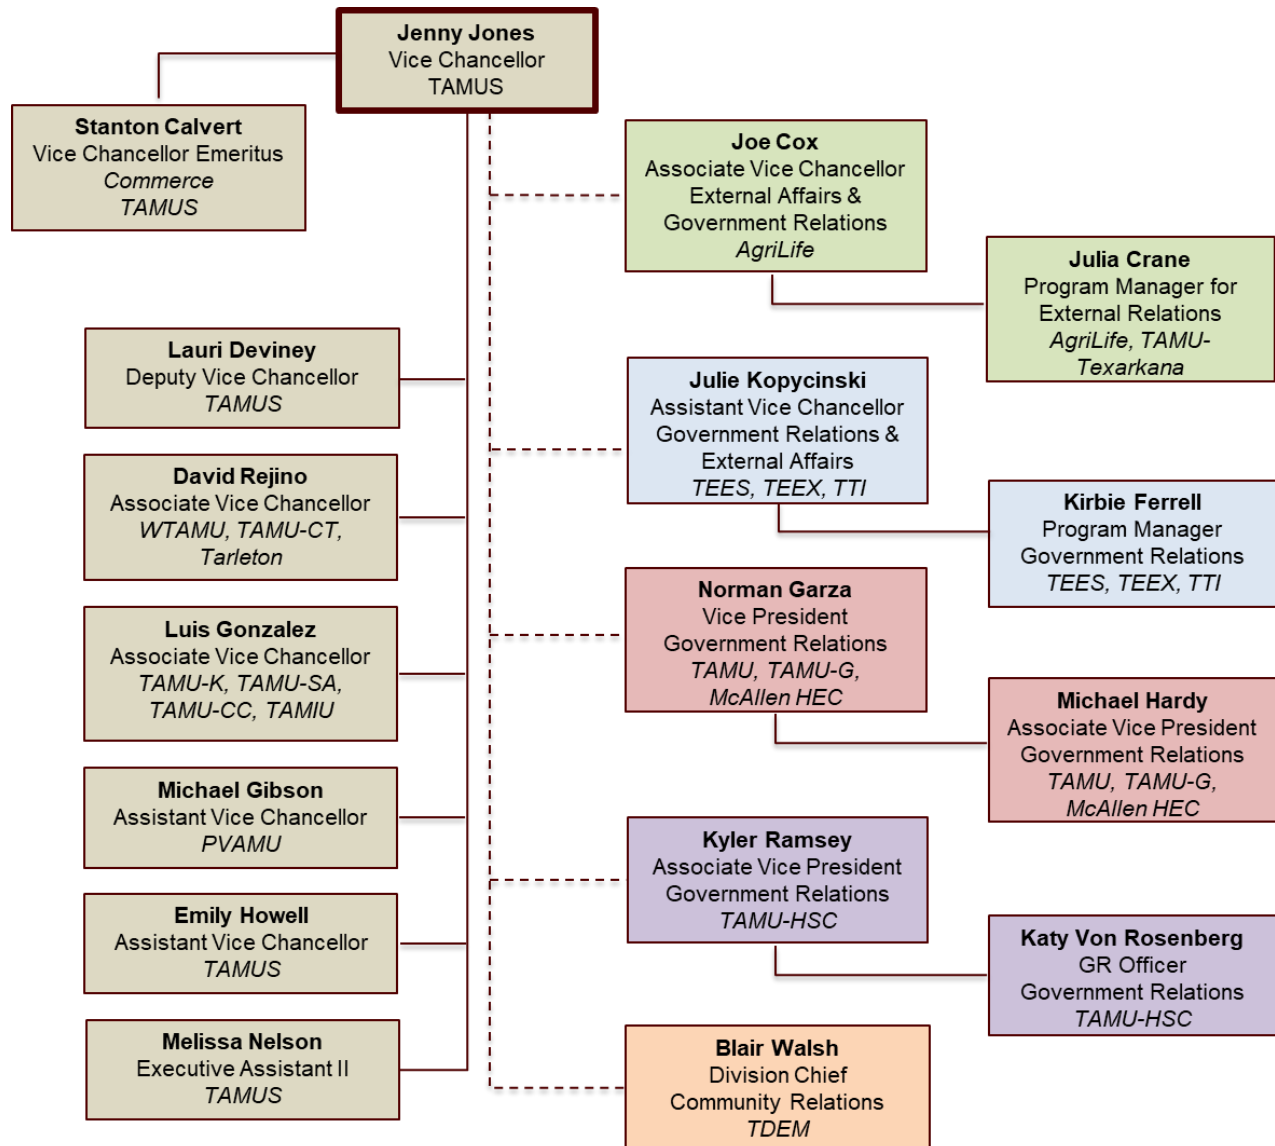 Jenny Jones
Vice Chancellor
TAMUS
Stanton Calvert
Vice Chancellor Emeritus
Commerce
TAMUS
Lauri Deviney
Deputy Vice Chancellor
TAMUS
David Rejino
Associate Vice Chancellor
WTAMU, TAMU-CT,
Tarleton
Luis Gonzalez
Associate Vice Chancellor
TAMU-K, TAMU-SA,
TAMU-CC, TAMIU
Michael Gibson
Assistant Vice Chancellor
PVAMU
Emily Howell
Assistant Vice Chancellor
TAMUS
Melissa Nelson
Executive Assistant II
TAMUS
Joe Cox
Associate Vice Chancellor
External Affairs &
Government Relations
AgriLife
Julia Crane
Program Manager for
External Relations
AgriLife, TAMU-
Texarkana
Julie Kopycinski
Assistant Vice Chancellor
Government Relations &
External Affairs
TEES, TEEX, TTI
Kirbie Ferrell
Program Manager
Government Relations
TEES, TEEX, TTI
Norman Garza
Vice President
Government Relations
TAMU, TAMU-G,
McAllen HEC
Michael Hardy
Associate Vice President
Government Relations
TAMU, TAMU-G,
McAllen HEC
Kyler Ramsey
Associate Vice President
Government Relations
TAMU-HSC
Katy Von Rosenberg
GR Officer
Government Relations
TAMU-HSC
Blair Walsh
Division Chief
Community Relations
TDEM